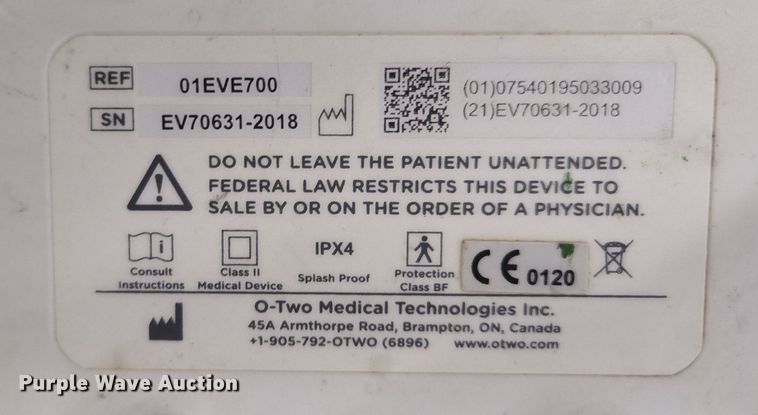 REF 01EVE700
SN EV70631-2018
(01)07540195033009
(21)EV70631-2018
DO NOT LEAVE THE PATIENT UNATTENDED.
FEDERAL LAW RESTRICTS THIS DEVICE TO
SALE BY OR ON THE ORDER OF A PHYSICIAN.
i
Consult
Instructions
Class II
Medical Device
IPX4
Splash Proof
Protection
Class BF
CE 0120
O-Two Medical Technologies Inc.
45A Armthorpe Road, Brampton, ON, Canada
+1-905-792-OTWO (6896) www.otwo.com
Purple Wave Auction